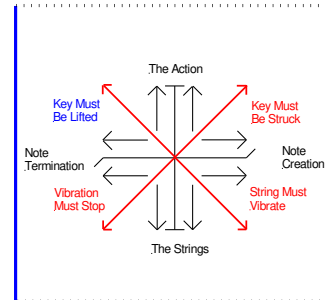 The Action
Key Must
Be Lifted
Key Must
Be Struck
Note
Termination
Note
Creation
Vibration
Must Stop
String Must
Vibrate
The Strings